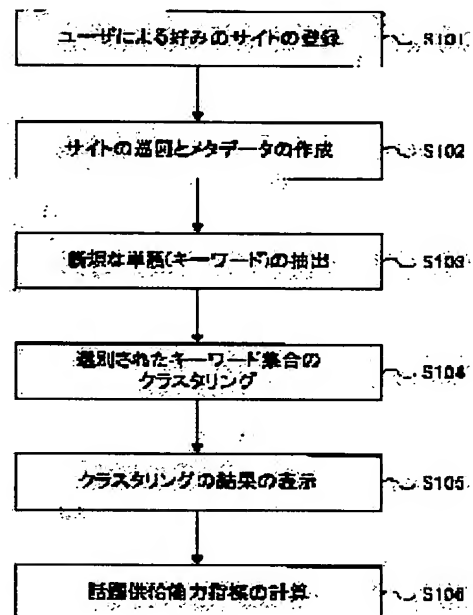 ユーザによる好みのサイトの登録
S101
サイトの巡回とメタデータの作成
S102
新規な単語(キーワード)の抽出
S103
選別されたキーワード集合の
クラスタリング
S104
クラスタリングの結果の表示
S105
話題供給能力指標の計算
S106